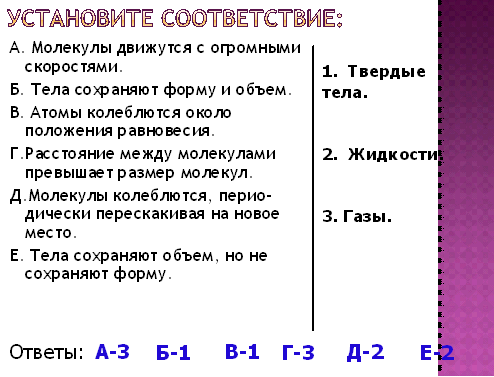 УСТАНОВИТЕ СООТВЕТСТВИЕ:
А. Молекулы движутся с огромными
скоростями.
Б. Тела сохраняют форму и объем.
В. Атомы колеблются около
положения равновесия.
Г.Расстояние между молекулами
превышает размер молекул.
Д.Молекулы колеблются, перио-
дически перескакивая на новое
место.
Е. Тела сохраняют объем, но не
сохраняют форму.
1. Твердые
тела.
2. Жидкости.
3. Газы.
Ответы: А-3 Б-1 В-1 Г-3 Д-2 Е-2